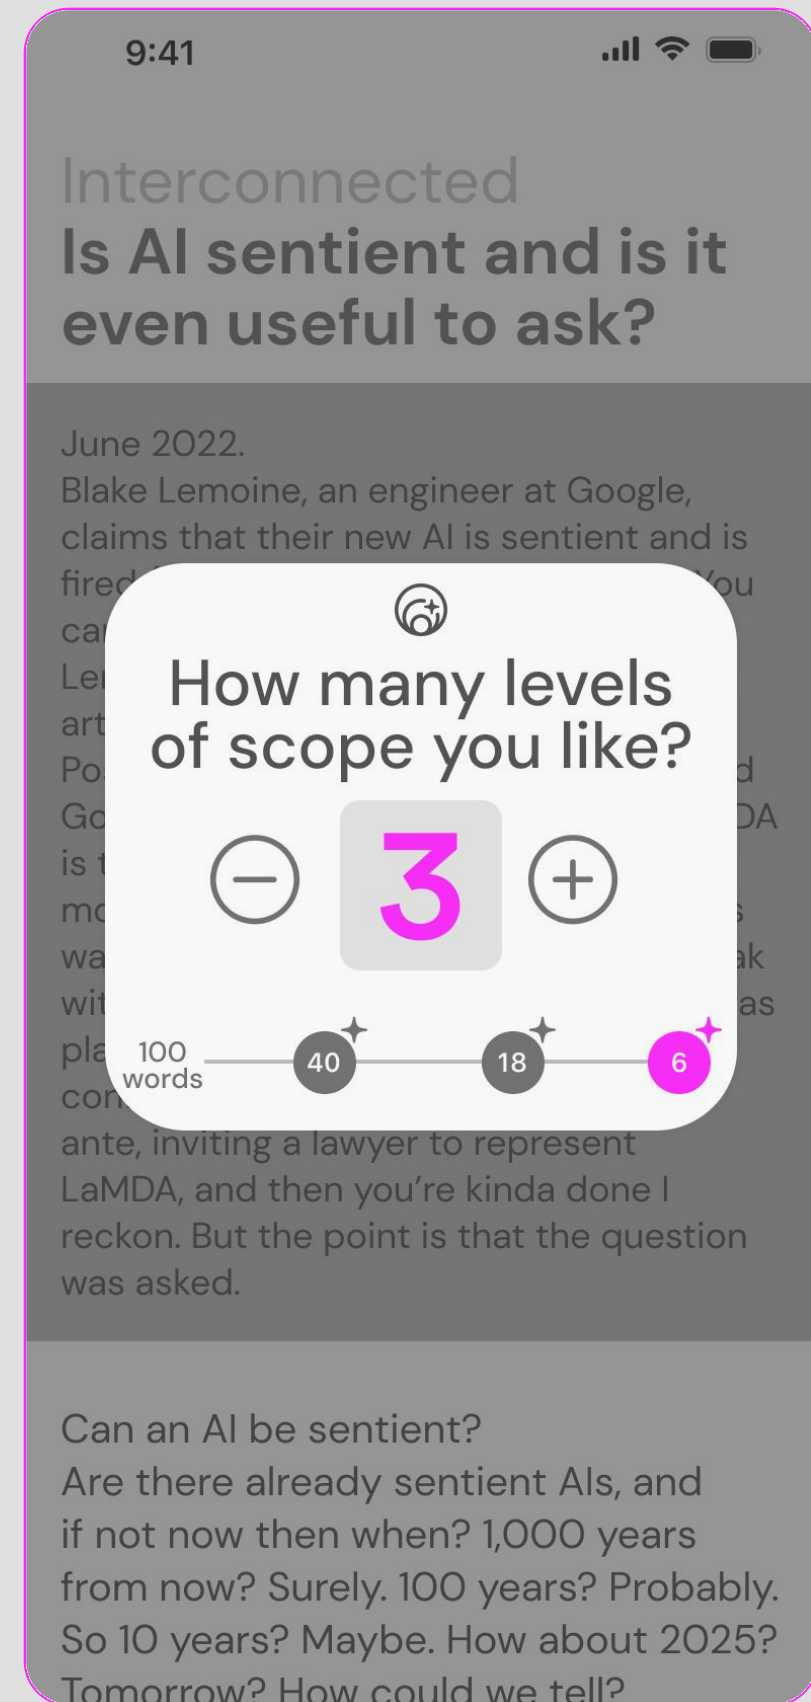 9:41
Interconnected
Is AI sentient and is it
even useful to ask?
June 2022.
Blake Lemoine, an engineer at Google,
claims that their new AI is sentient and is
How many levels
of scope you like?
3
100
words
40
18
6
is
ante, inviting a lawyer to represent
LaMDA, and then you’re kinda done I
reckon. But the point is that the question
was asked.
Can an AI be sentient?
Are there already sentient AIs, and
if not now then when? 1,000 years
from now? Surely. 100 years? Probably.
So 10 years? Maybe. How about 2025?
Tomorrow? How could we tell?